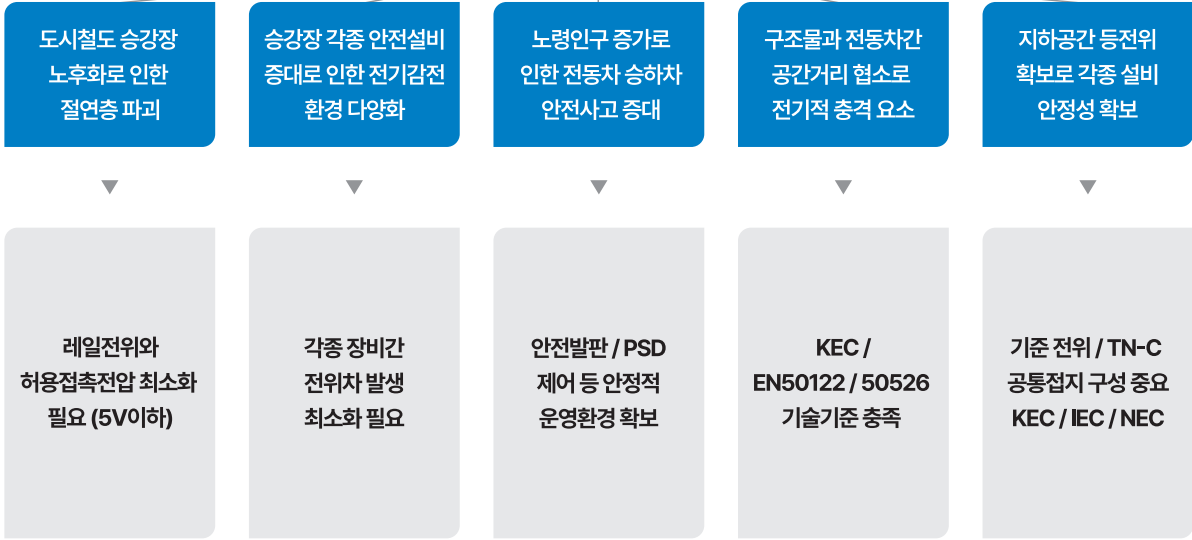 도시철도 승강장
노후화로 인한
절연층 파괴
승강장 각종 안전설비
증대로 인한 전기감전
환경 다양화
노령인구 증가로
인한 전동차 승하차
안전사고 증대
구조물과 전동차간
공간거리 협소로
전기적 충격 요소
지하공간 등전위
확보로 각종 설비
안정성 확보
▼
▼
▼
▼
▼
레일전위와
허용접촉전압 최소화
필요 (5V이하)
각종 장비간
전위차 발생
최소화 필요
안전발판 / PSD
제어 등 안정적
운영환경 확보
KEC /
EN50122 / 50526
기술기준 충족
기준 전위 / TN-C
공통접지 구성 중요
KEC / IEC / NEC